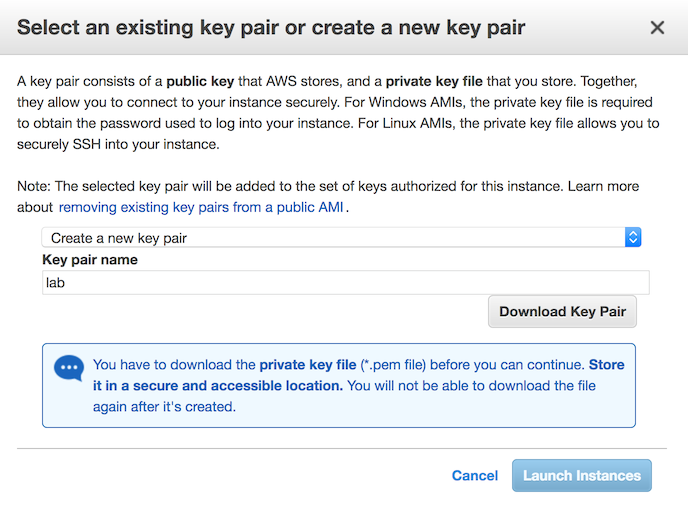 Select an existing key pair or create a new key pair
A key pair consists of a public key that AWS stores, and a private key file that you store. Together,
they allow you to connect to your instance securely. For Windows AMIs, the private key file is required
to obtain the password used to log into your instance. For Linux AMIs, the private key file allows you to
securely SSH into your instance.
Note: The selected key pair will be added to the set of keys authorized for this instance. Learn more
about removing existing key pairs from a public AMI.
Create a new key pair
Key pair name
lab
Download Key Pair
You have to download the private key file (*.pem file) before you can continue. Store
it in a secure and accessible location. You will not be able to download the file
again after it's created.
Cancel
Launch Instances